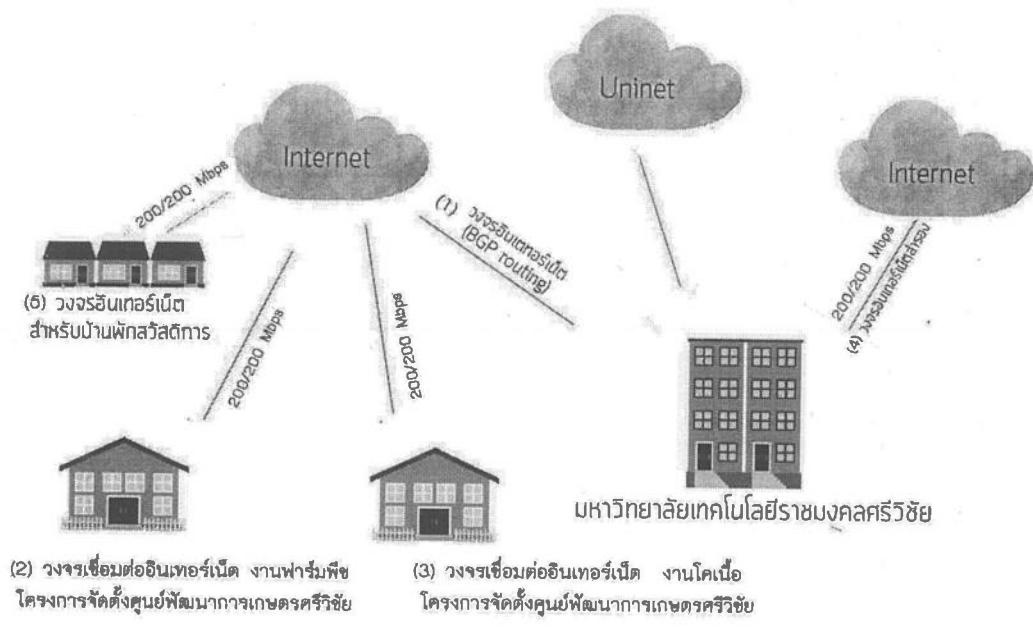 Uninet
Internet
Internet
200/200 Mbps
(1) วงจรอินเตทอร์เน็ต
(BGP routing)
200/200 Mbps
(4) วงจรอินเทอร์เน็ตสำรอง
(5) วงจรอินเทอร์เน็ต
สำหรับบ้านพักสวัสดิการ
200/200 Mbps
200/200 Mbps
มหาวิทยาลัยเทคโนโลยีราชมงคลศรีวิชัย
(2) วงจรเชื่อมต่ออินเทอร์เน็ต งานฟาร์มพืช
โครงการจัดตั้งศูนย์พัฒนาการเกษตรศรีวิชัย
(3) วงจรเชื่อมต่ออินเทอร์เน็ต งานโคเนื้อ
โครงการจัดตั้งศูนย์พัฒนาการเกษตรศรีวิชัย